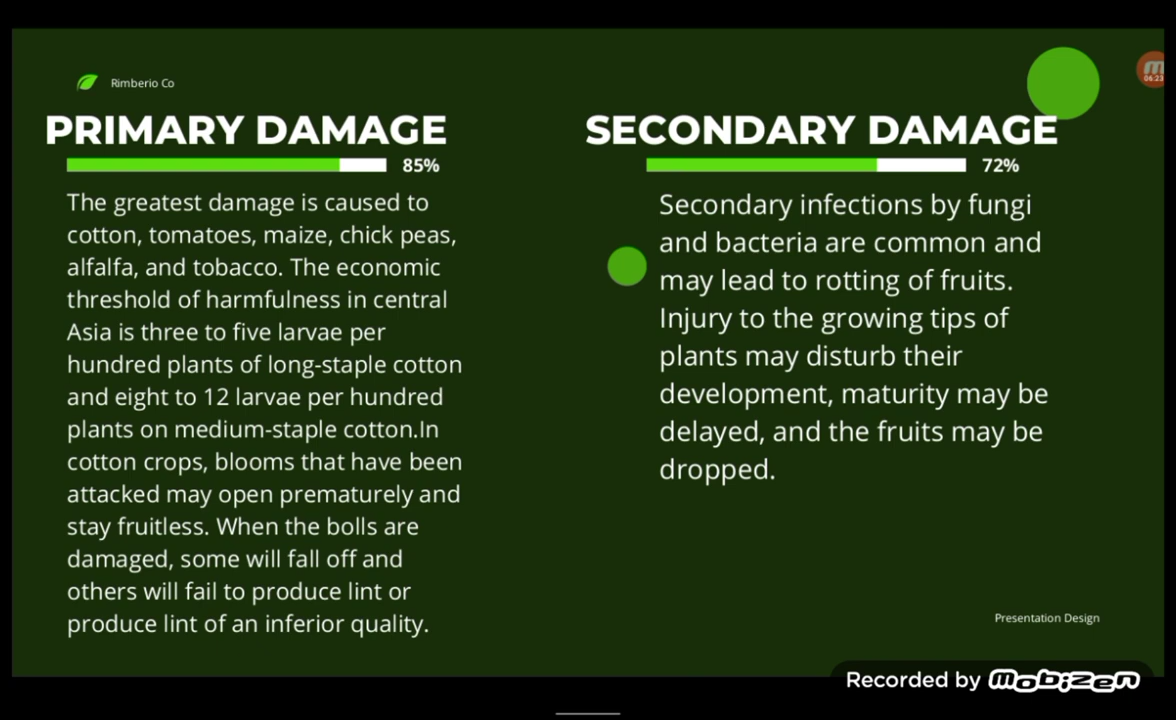 Rimberio Co
PRIMARY DAMAGE
85%
The greatest damage is caused to
cotton, tomatoes, maize, chick peas,
alfalfa, and tobacco. The economic
threshold of harmfulness in central
Asia is three to five larvae per
hundred plants of long-staple cotton
and eight to 12 larvae per hundred
plants on medium-staple cotton.In
cotton crops, blooms that have been
attacked may open prematurely and
stay fruitless. When the bolls are
damaged, some will fall off and
others will fail to produce lint or
produce lint of an inferior quality.
SECONDARY DAMAGE
72%
Secondary infections by fungi
and bacteria are common and
may lead to rotting of fruits.
Injury to the growing tips of
plants may disturb their
development, maturity may be
delayed, and the fruits may be
dropped.
Presentation Design
06:23
Recorded by mobizen